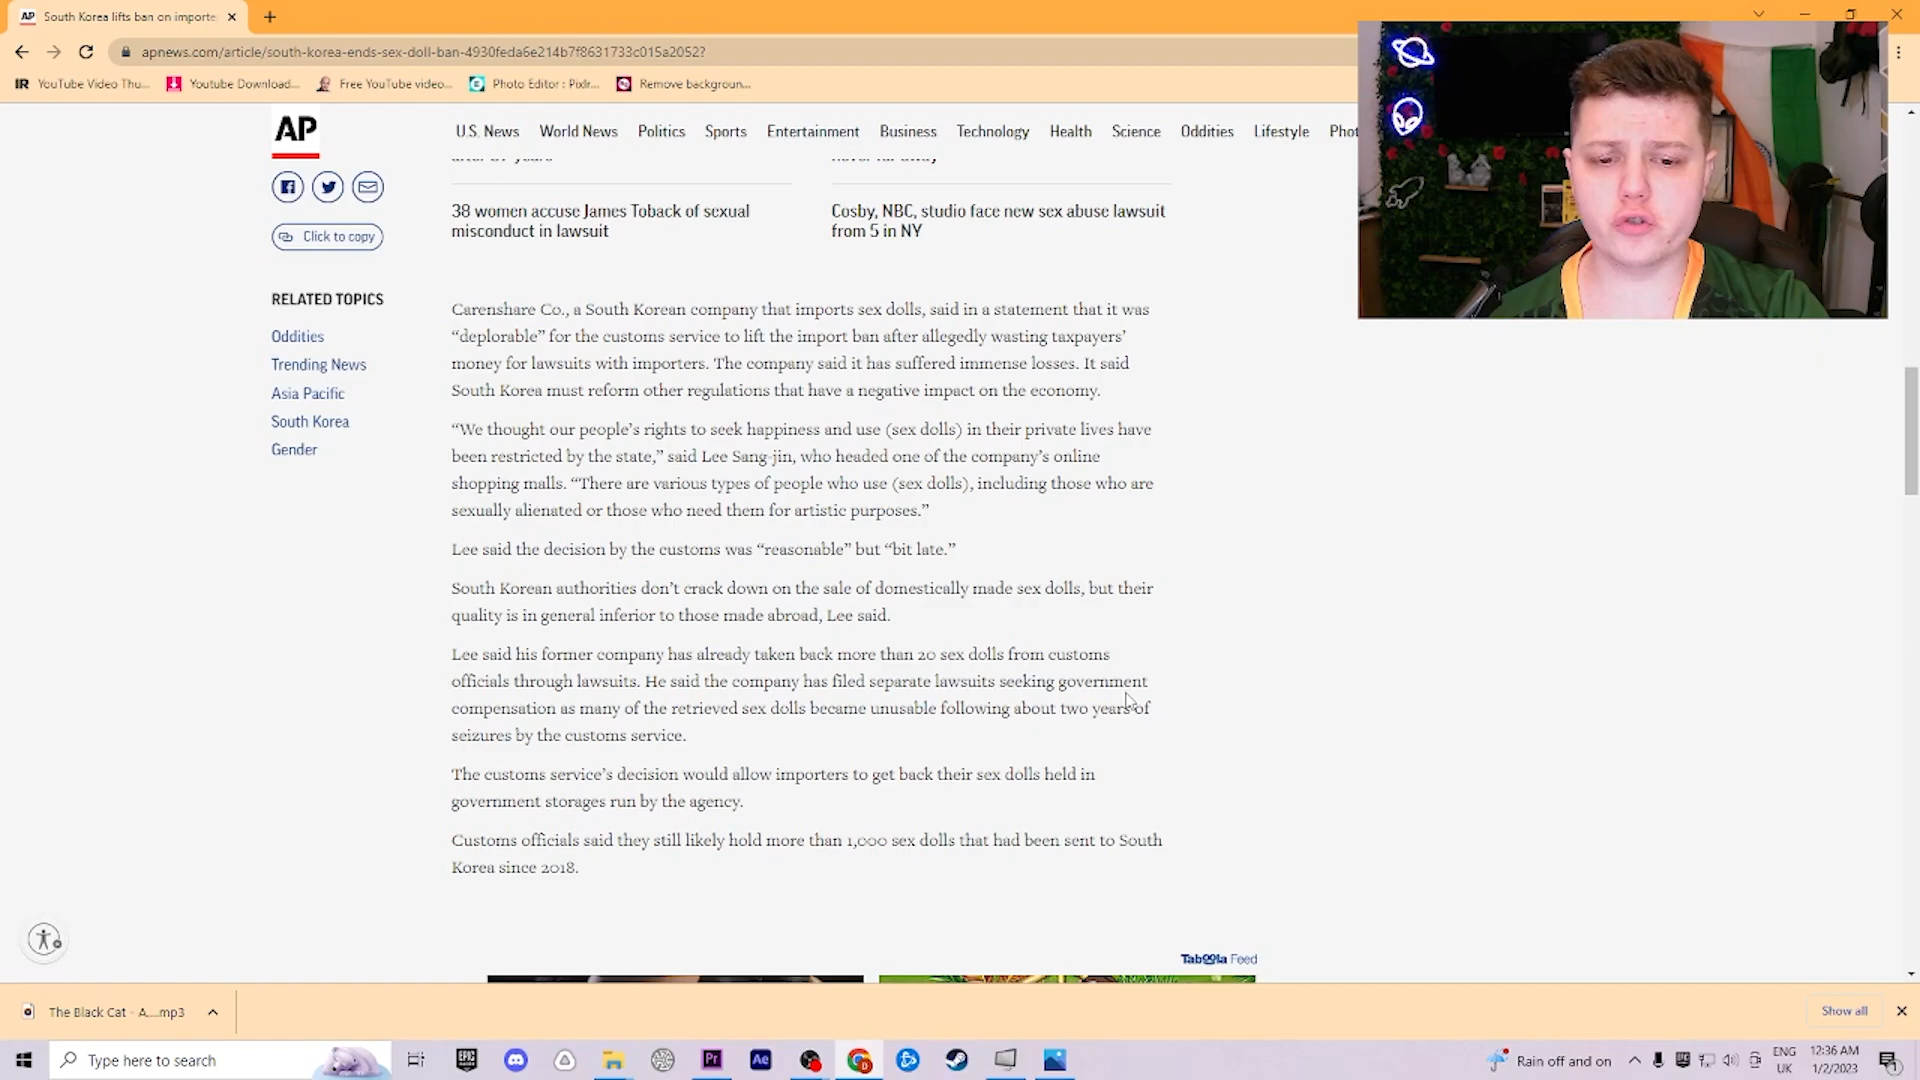 AP South Korea lifts ban on importe
apnews.com/article/south-korea-ends-sex-doll-ban-4930feda6e214b7f8631733c015a2052?
IR YouTube Video Thu... Youtube Download... Free YouTube video... Photo Editor : Pixlr... Remove backgroun...
AP
U.S. News World News Politics Sports Entertainment Business Technology Health Science Oddities Lifestyle Phot
38 women accuse James Toback of sexual
misconduct in lawsuit
Cosby, NBC, studio face new sex abuse lawsuit
from 5 in NY
Click to copy
RELATED TOPICS
Oddities
Trending News
Asia Pacific
South Korea
Gender
Carenshare Co., a South Korean company that imports sex dolls, said in a statement that it was
“deplorable” for the customs service to lift the import ban after allegedly wasting taxpayers’
money for lawsuits with importers. The company said it has suffered immense losses. It said
South Korea must reform other regulations that have a negative impact on the economy.
“We thought our people’s rights to seek happiness and use (sex dolls) in their private lives have
been restricted by the state,” said Lee Sang-jin, who headed one of the company’s online
shopping malls. “There are various types of people who use (sex dolls), including those who are
sexually alienated or those who need them for artistic purposes.”
Lee said the decision by the customs was “reasonable” but “bit late.”
South Korean authorities don’t crack down on the sale of domestically made sex dolls, but their
quality is in general inferior to those made abroad, Lee said.
Lee said his former company has already taken back more than 20 sex dolls from customs
officials through lawsuits. He said the company has filed separate lawsuits seeking government
compensation as many of the retrieved sex dolls became unusable following about two years of
seizures by the customs service.
The customs service’s decision would allow importers to get back their sex dolls held in
government storages run by the agency.
Customs officials said they still likely hold more than 1,000 sex dolls that had been sent to South
Korea since 2018.
Taboola Feed
The Black Cat - A....mp3
Show all
Type here to search
EPIC GAMES
Pr
Ae
Rain off and on
ENG
UK
12:36 AM
1/2/2023